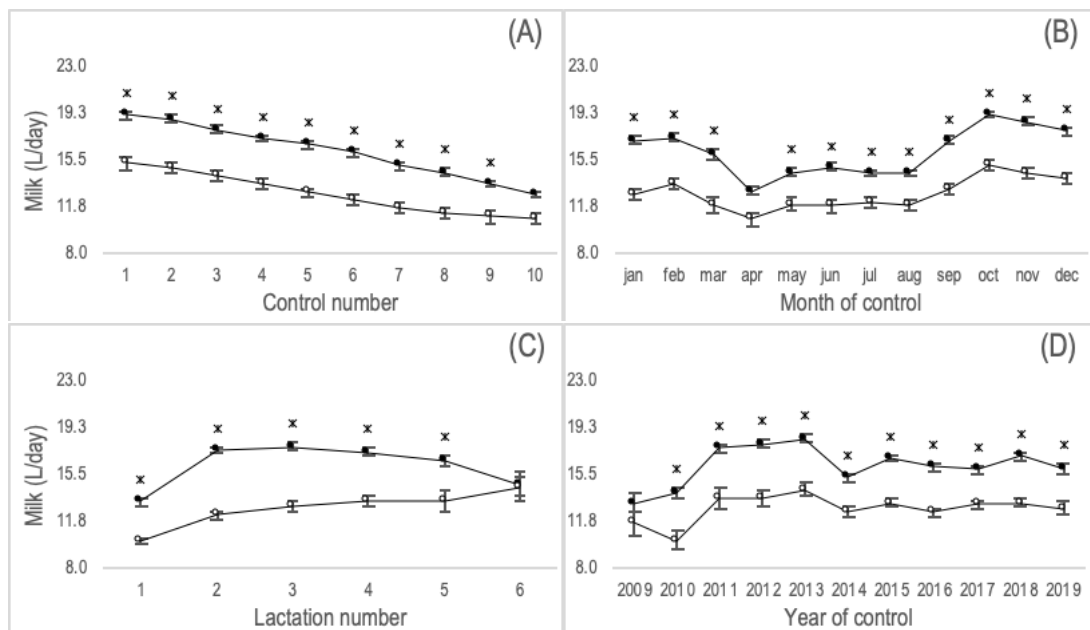 (A)
23.0
19.3
15.5
11.8
8.0
Milk (L/day)
1 2 3 4 5 6 7 8 9 10
Control number
(B)
23.0
19.3
15.5
11.8
8.0
jan feb mar apr may jun jul aug sep oct nov dec
Month of control
(C)
23.0
19.3
15.5
11.8
8.0
Milk (L/day)
1 2 3 4 5 6
Lactation number
(D)
23.0
19.3
15.5
11.8
8.0
2009 2010 2011 2012 2013 2014 2015 2016 2017 2018 2019
Year of control